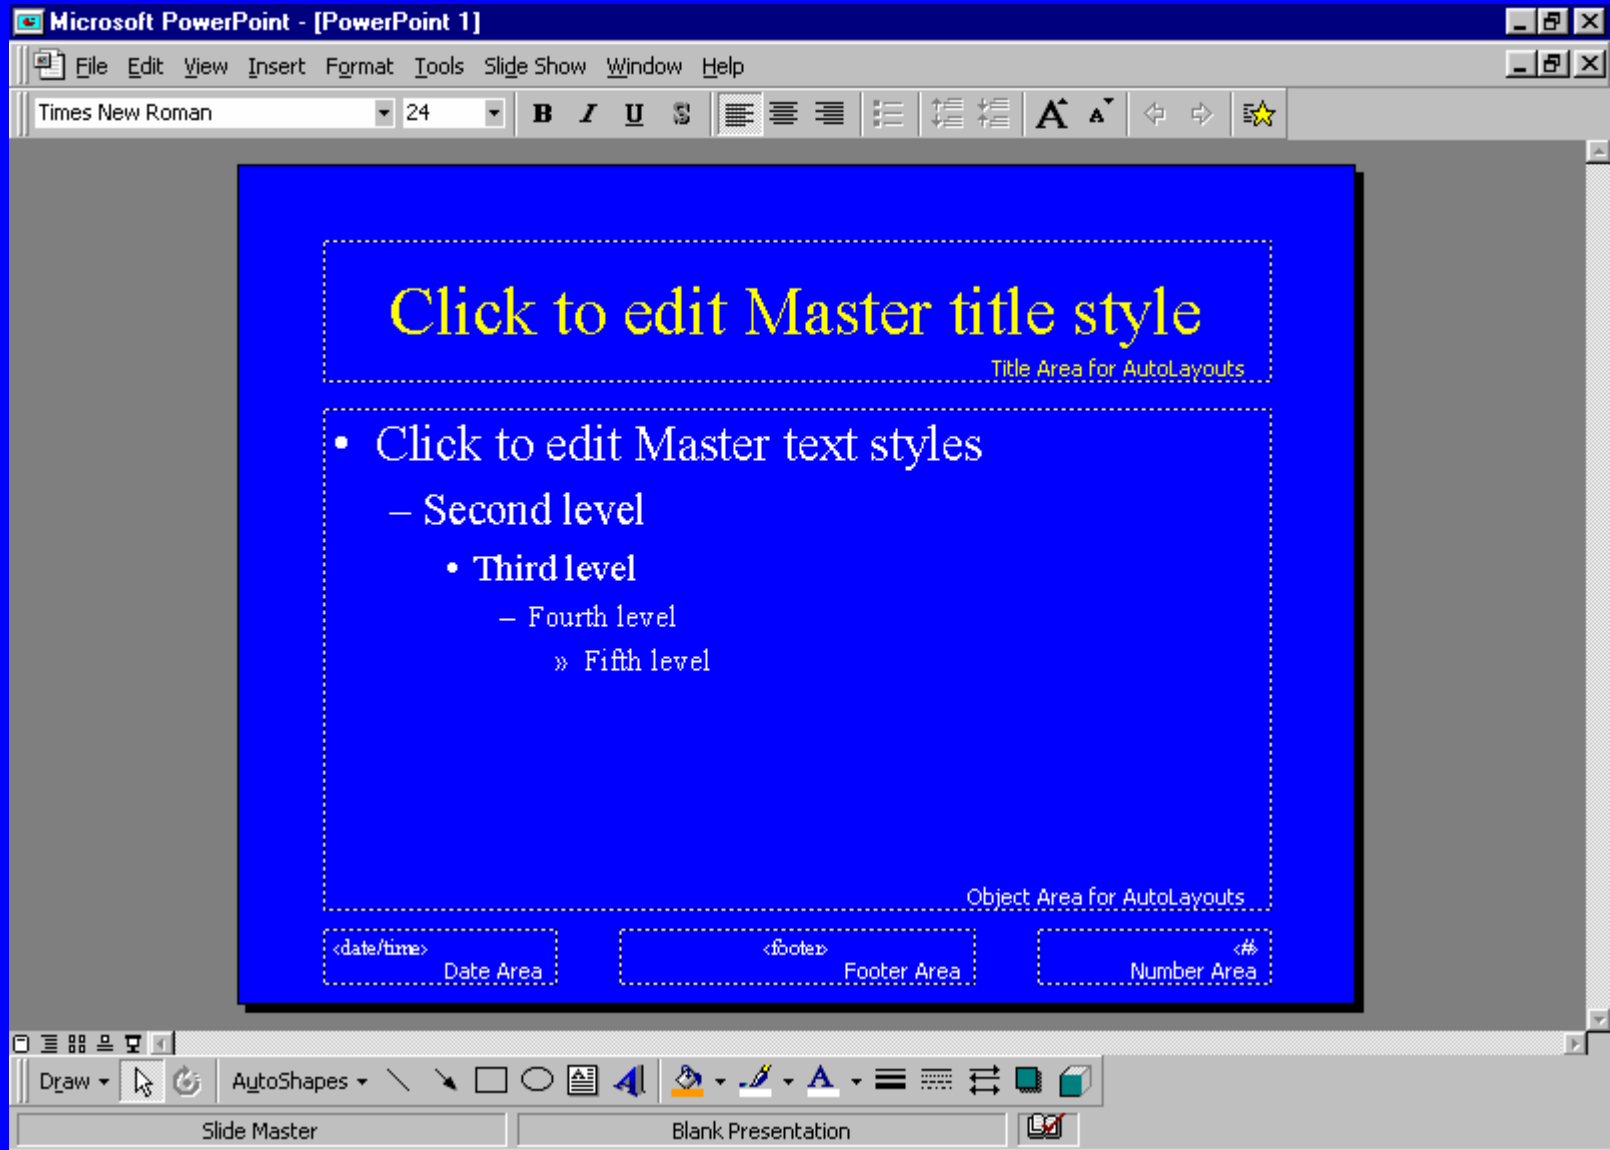 Microsoft PowerPoint - [PowerPoint 1]
File Edit View Insert Format Tools Slide Show Window Help
Times New Roman 24 B I U S A A
Click to edit Master title style
Title Area for AutoLayouts
• Click to edit Master text styles
– Second level
• Third level
– Fourth level
» Fifth level
Object Area for AutoLayouts
<date/time> <footer> <#>
Date Area Footer Area Number Area
Draw AutoShapes A A
Slide Master Blank Presentation